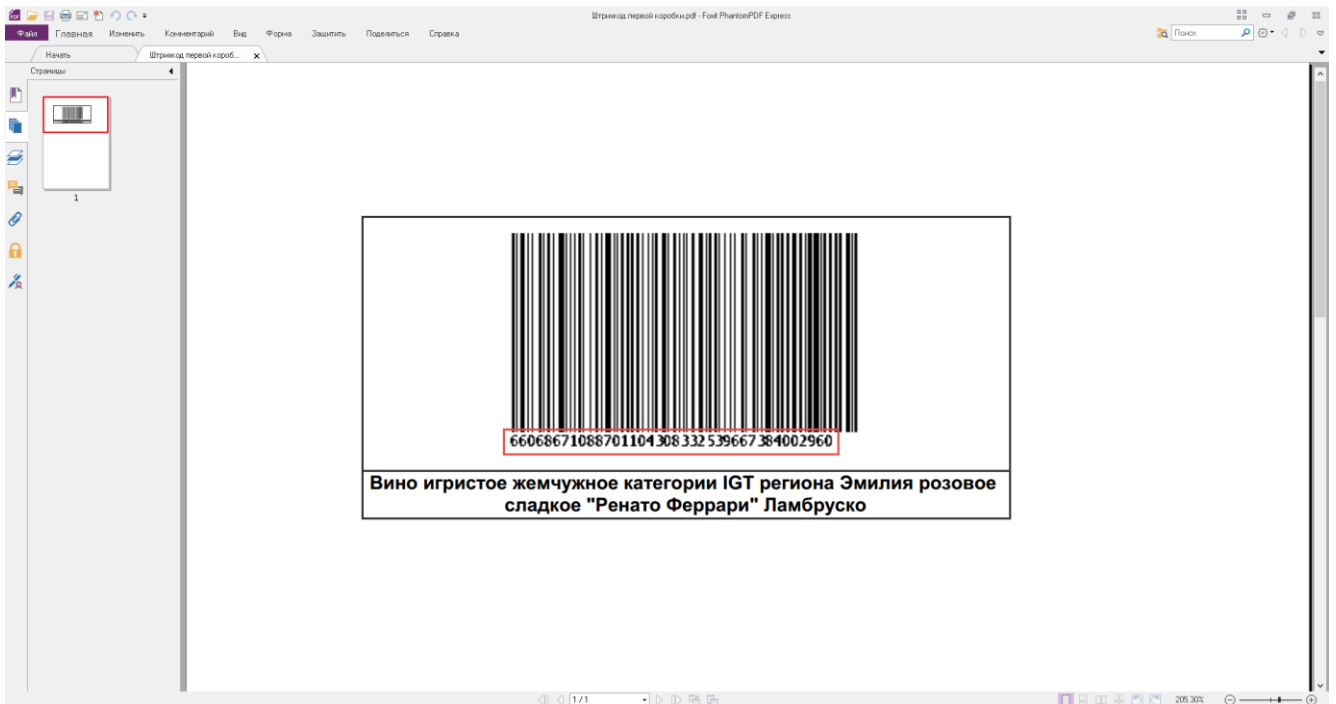 Штрихкод первой коробки.pdf - Foxit PhantomPDF Express
Файл Главная Изменить Комментарий Вид Форма Защитить Поделиться Справка
Поиск
Начать
Штрихкод первой короб...
Страницы
1
66068671088701104308332539667384002960
Вино игристое жемчужное категории IGT региона Эмилия розовое
сладкое "Ренато Феррари" Ламбруско
1 / 1
205.30%